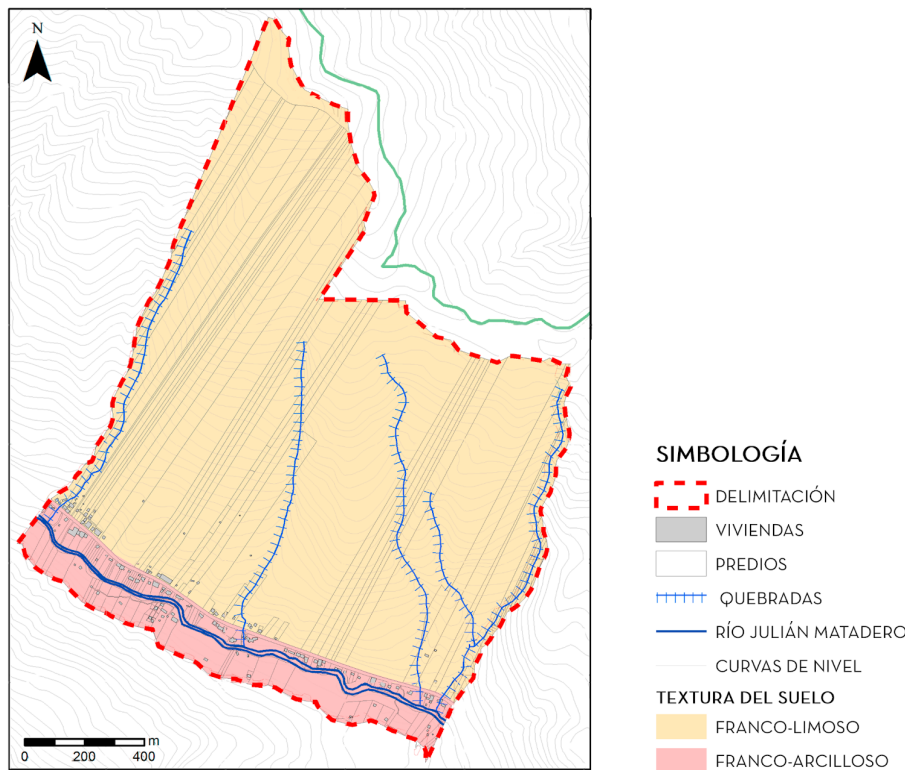 N
m
0 200 400
SIMBOLOGÍA
DELIMITACIÓN
VIVIENDAS
PREDIOS
QUEBRADAS
RÍO JULIÁN MATADERO
CURVAS DE NIVEL
TEXTURA DEL SUELO
FRANCO-LIMOSO
FRANCO-ARCILLOSO